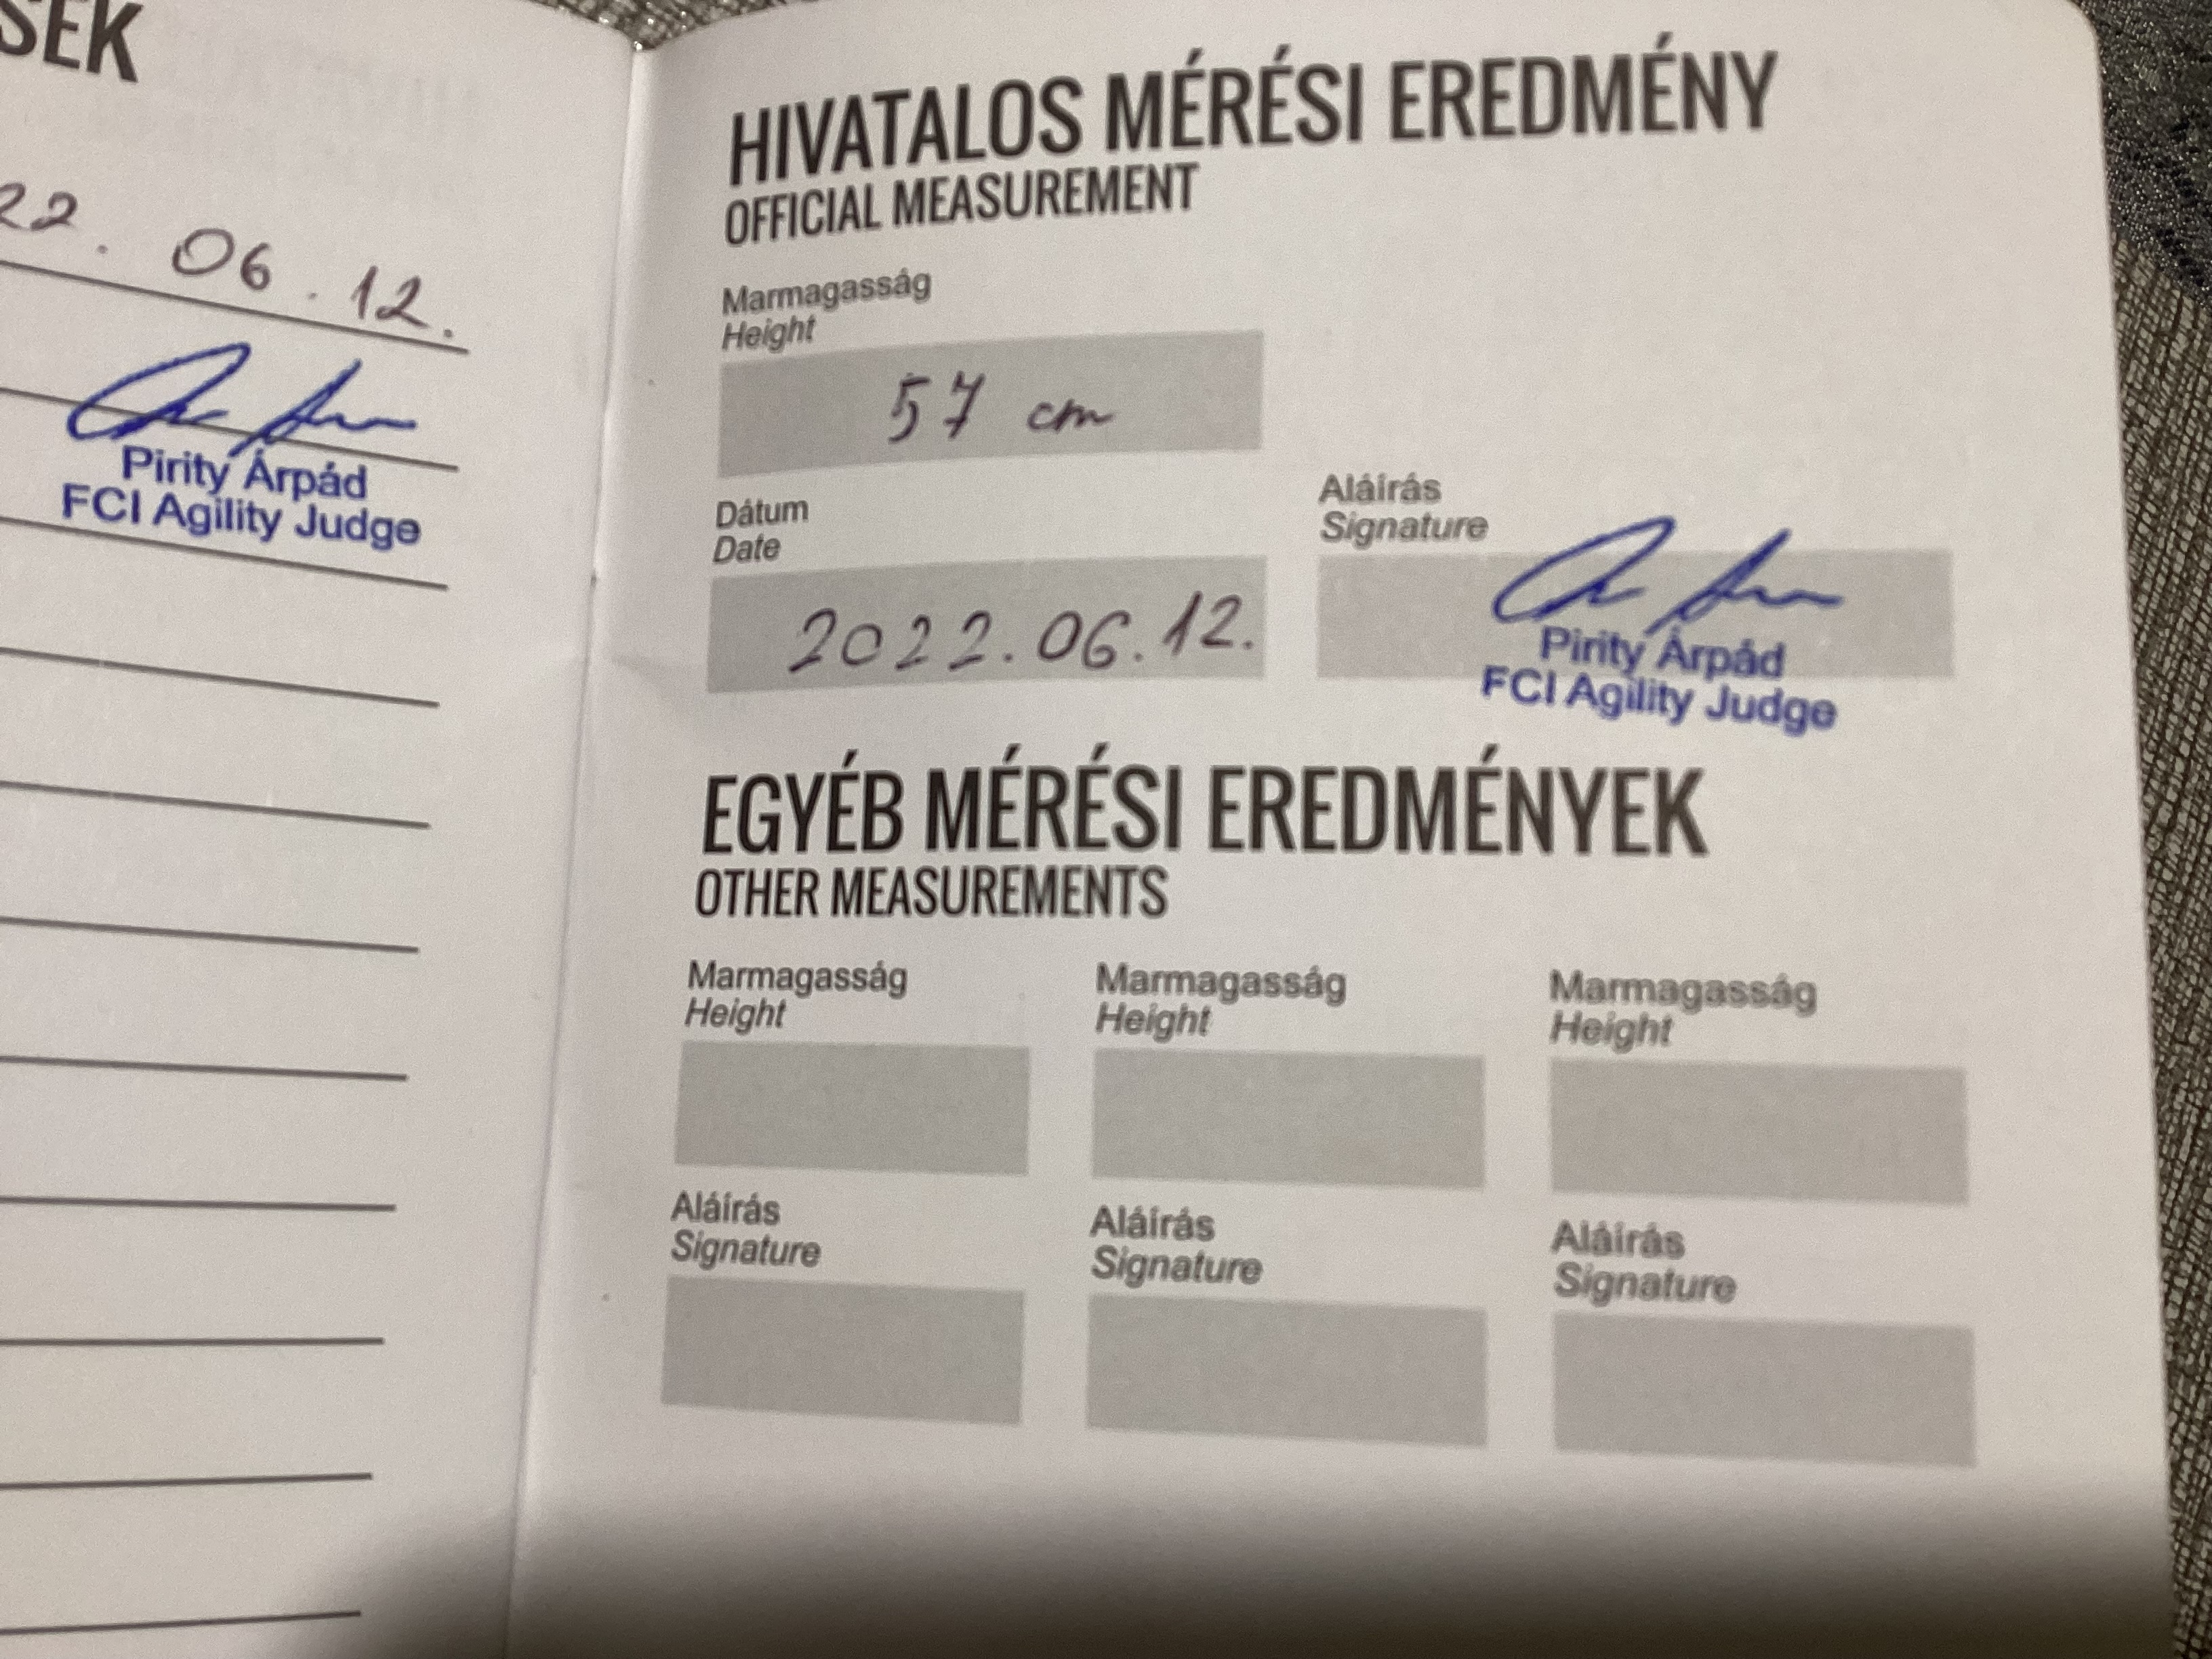 SEK
22. 06. 12.
Pirity Árpád
FCI Agility Judge
HIVATALOS MÉRÉSI EREDMÉNY
OFFICIAL MEASUREMENT
Marmagasság
Height
57 cm
Dátum
Date
2022.06.12.
Aláírás
Signature
Pirity Árpád
FCI Agility Judge
EGYÉB MÉRÉSI EREDMÉNYEK
OTHER MEASUREMENTS
Marmagasság Marmagasság Marmagasság
Height Height Height
Aláírás Aláírás Aláírás
Signature Signature Signature